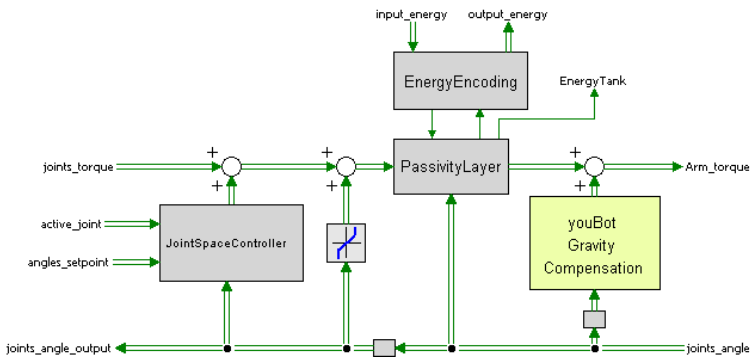 input_energy
output_energy
EnergyEncoding
EnergyTank
joints_torque
+
+
+
+
PassivityLayer
+
+
Arm_torque
active_joint
angles_setpoint
JointSpaceController
youBot
Gravity
Compensation
joints_angle_output
joints_angle